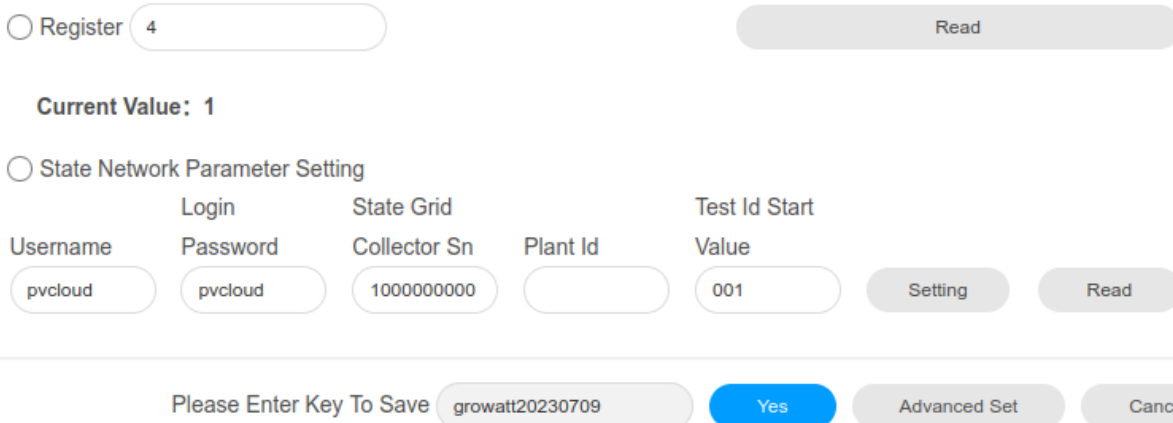 Register 4 Read
Current Value: 1
State Network Parameter Setting
Login State Grid Test Id Start
Username Password Collector Sn Plant Id Value
pvcloud pvcloud 1000000000 001 Setting Read
Please Enter Key To Save growatt20230709 Yes Advanced Set Canc